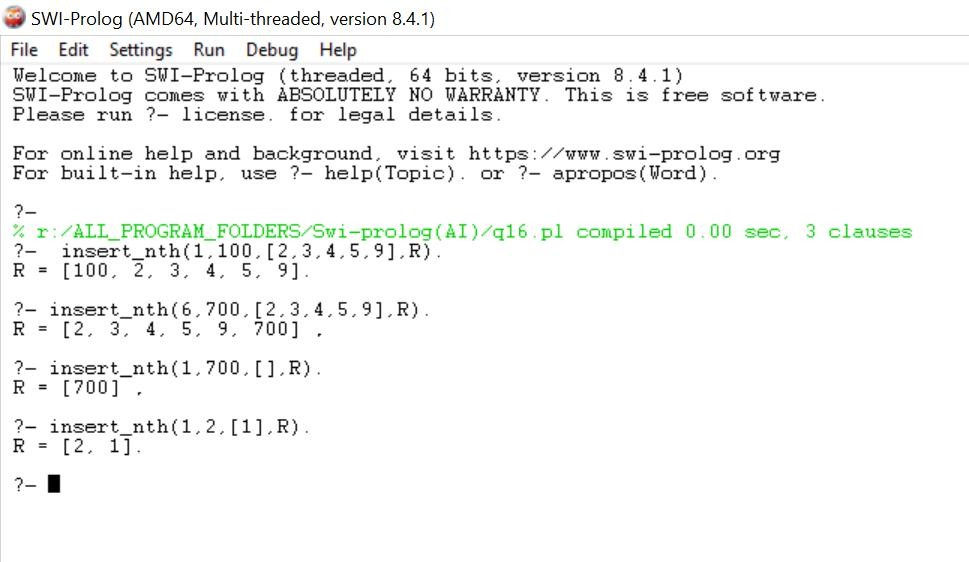 SWI-Prolog (AMD64, Multi-threaded, version 8.4.1)
File Edit Settings Run Debug Help
Welcome to SWI-Prolog (threaded, 64 bits, version 8.4.1)
SWI-Prolog comes with ABSOLUTELY NO WARRANTY. This is free software.
Please run ?- license. for legal details.
For online help and background, visit https://www.swi-prolog.org
For built-in help, use ?- help(Topic). or ?- apropos(Word).
?-
% r:/ALL_PROGRAM_FOLDERS/Swi-prolog(AI)/q16.pl compiled 0.00 sec, 3 clauses
?-  insert_nth(1,100,[2,3,4,5,9],R).
R = [100, 2, 3, 4, 5, 9].
?- insert_nth(6,700,[2,3,4,5,9],R).
R = [2, 3, 4, 5, 9, 700] .
?- insert_nth(1,700,[],R).
R = [700] .
?- insert_nth(1,2,[1],R).
R = [2, 1].
?-